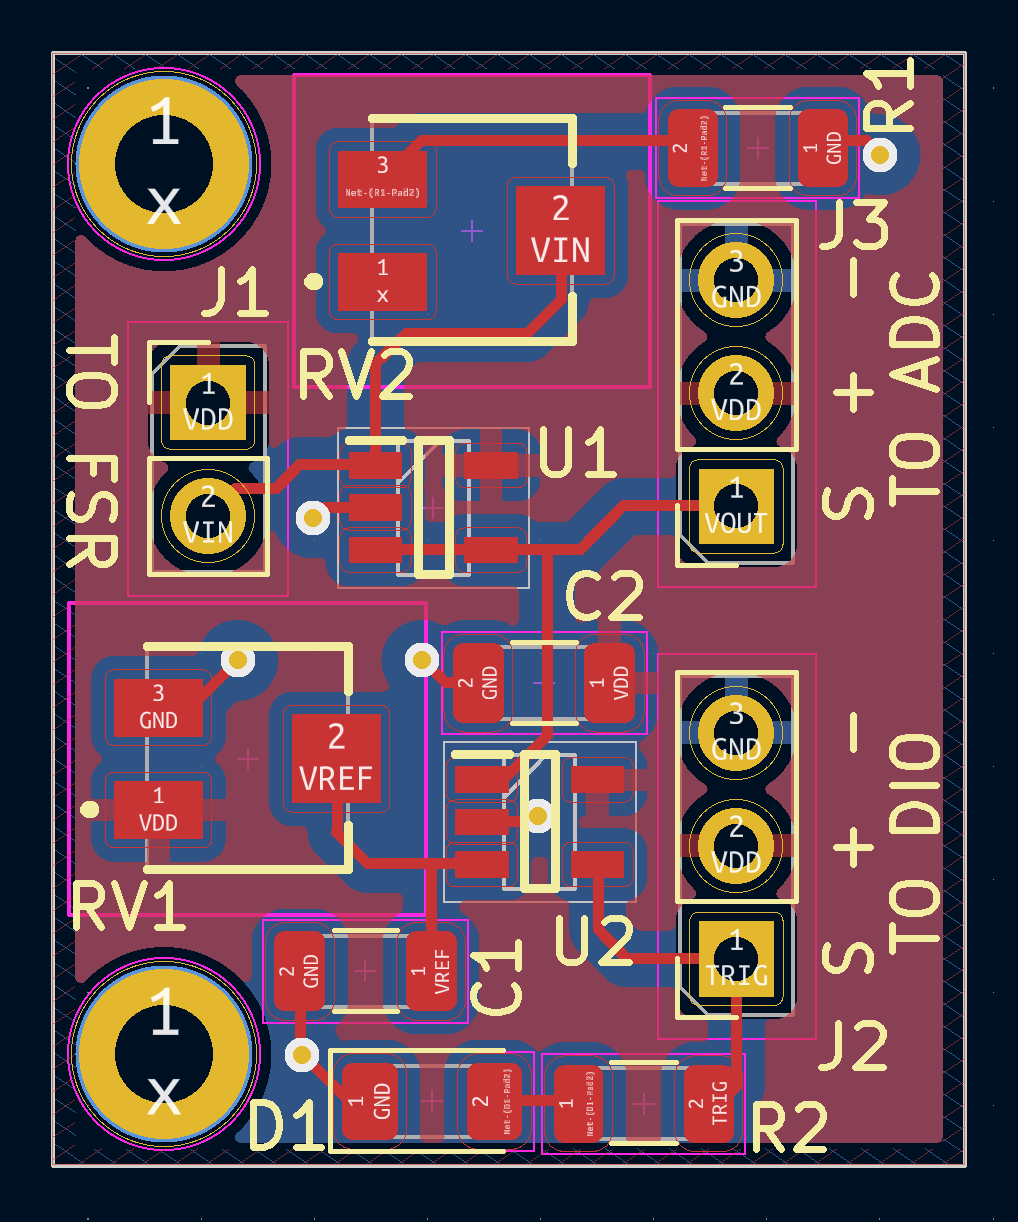 1
x
2
Net-(R1-Pad2)
1
GND
R1
3
Net-(R1-Pad2)
2
VIN
1
x
J3
3
GND
-
2
VDD
+
1
VOUT
S
TO ADC
J1
1
VDD
2
VIN
TO FSR
RV2
U1
C2
2
GND
1
VDD
3
GND
2
VREF
1
VDD
RV1
3
GND
-
2
VDD
+
1
TRIG
S
TO DIO
U2
2
GND
1
VREF
C1
1
x
J2
D1
1
GND
2
Net-(D1-Pad2)
1
Net-(D1-Pad2)
2
TRIG
R2